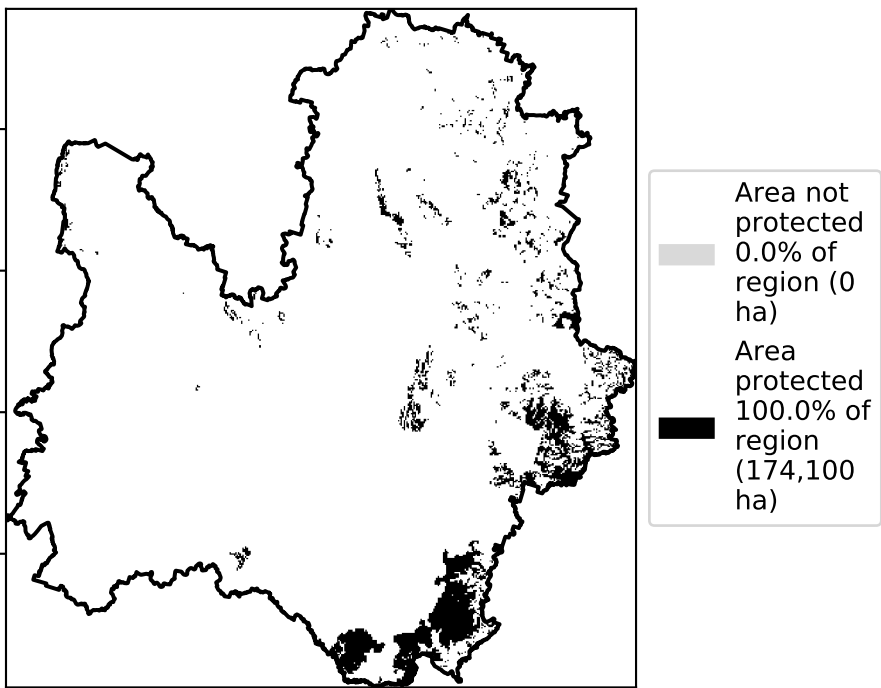 Area not
protected
0.0% of
region (0
ha)
Area
protected
100.0% of
region
(174,100
ha)